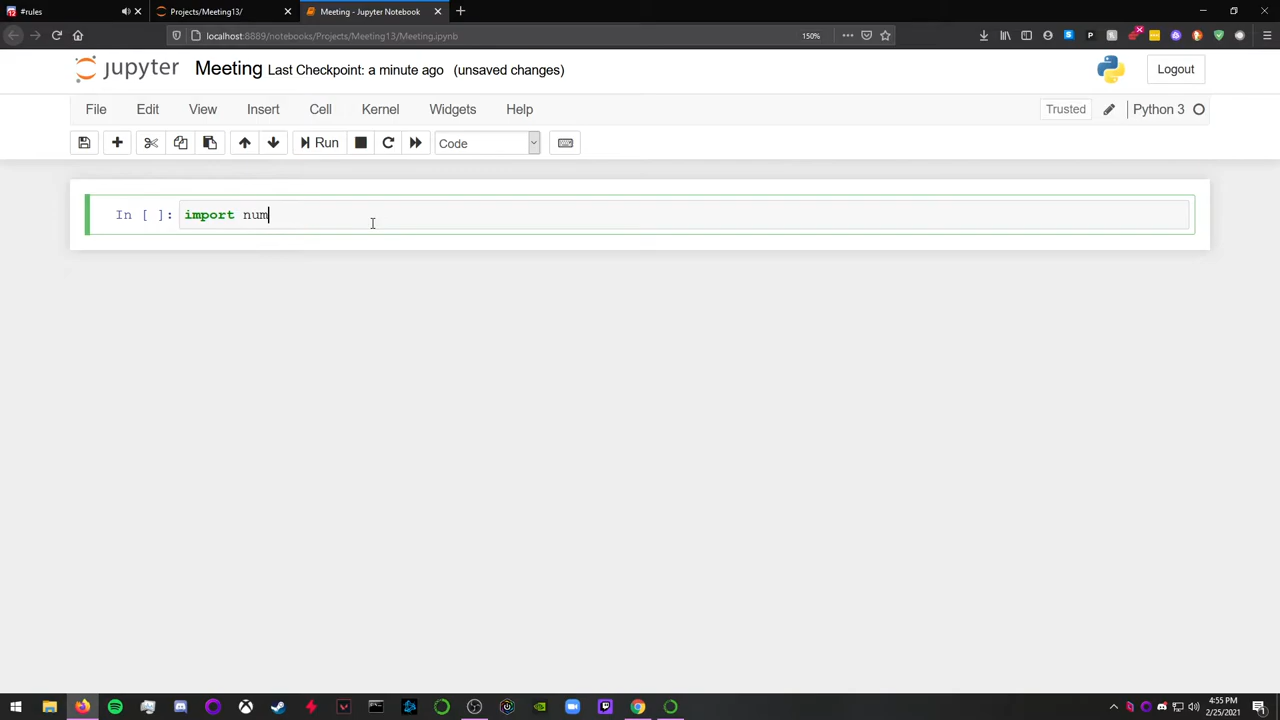 #rules
Projects/Meeting13/
Meeting - Jupyter Notebook
localhost:8889/notebooks/Projects/Meeting13/Meeting.ipynb
150%
jupyter Meeting Last Checkpoint: a minute ago (unsaved changes)
Logout
File Edit View Insert Cell Kernel Widgets Help
Trusted
Python 3
Run
Code
In [ ]: import num
4:55 PM
2/25/2021